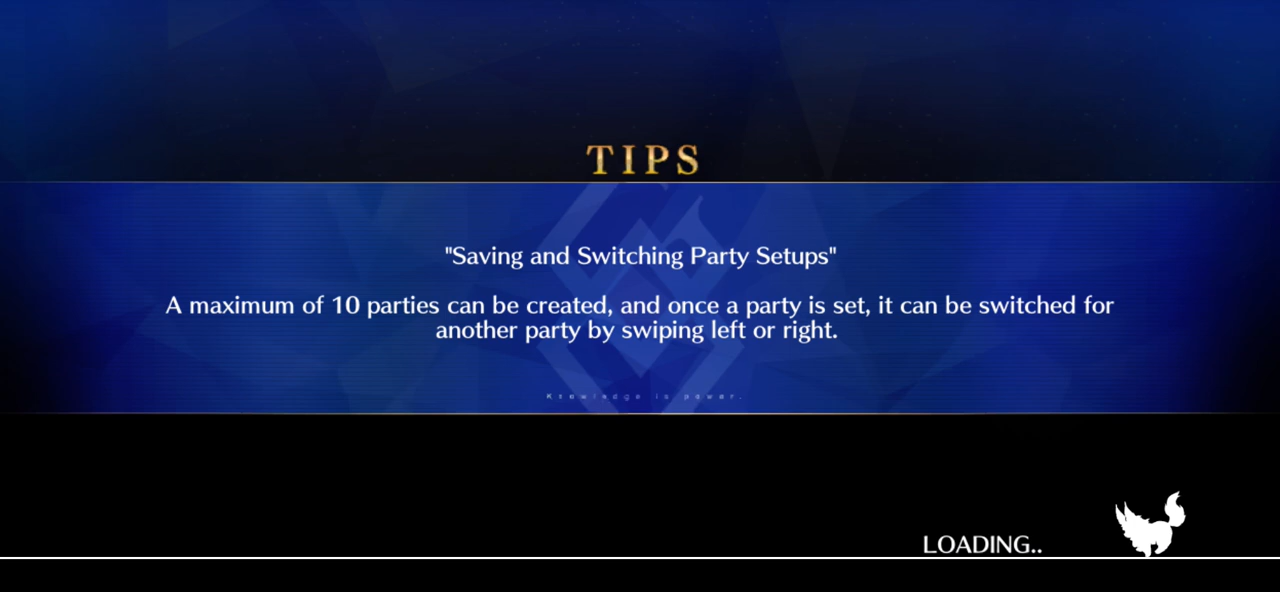 TIPS
"Saving and Switching Party Setups"
A maximum of 10 parties can be created, and once a party is set, it can be switched for
another party by swiping left or right.
Knowledge is power.
LOADING..